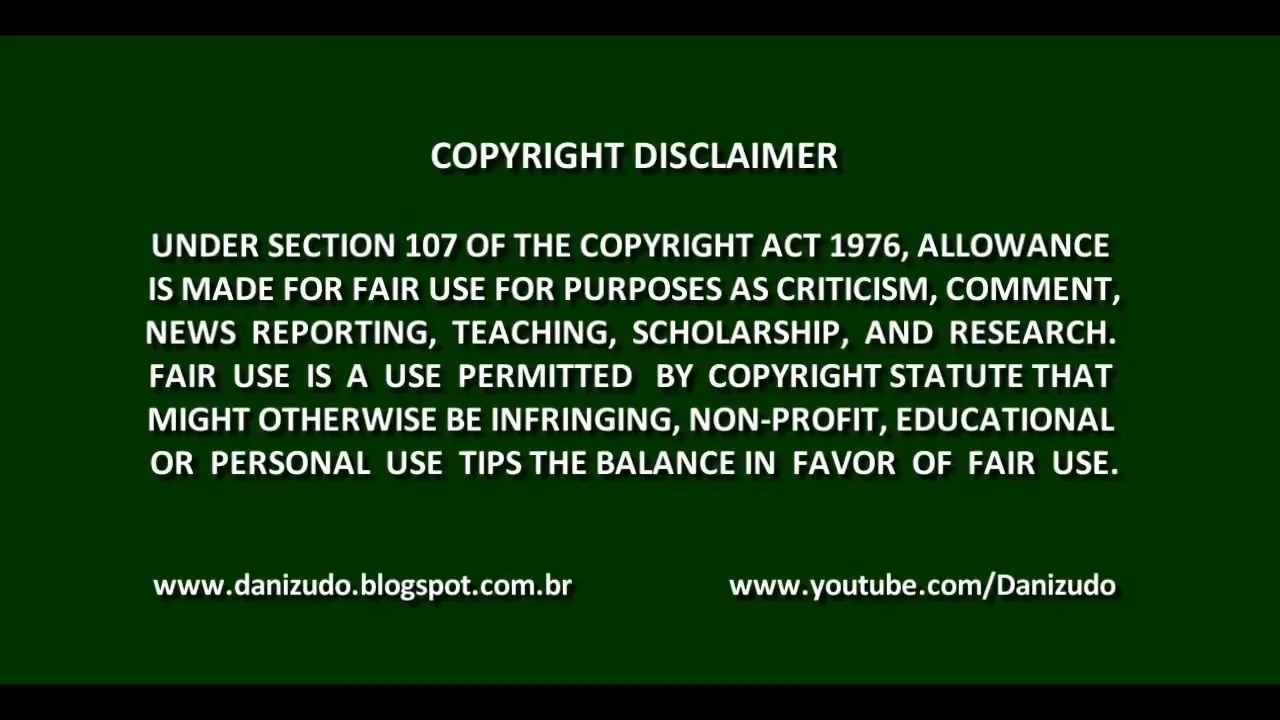 COPYRIGHT DISCLAIMER
UNDER SECTION 107 OF THE COPYRIGHT ACT 1976, ALLOWANCE
IS MADE FOR FAIR USE FOR PURPOSES AS CRITICISM, COMMENT,
NEWS REPORTING, TEACHING, SCHOLARSHIP, AND RESEARCH.
FAIR USE IS A USE PERMITTED BY COPYRIGHT STATUTE THAT
MIGHT OTHERWISE BE INFRINGING, NON-PROFIT, EDUCATIONAL
OR PERSONAL USE TIPS THE BALANCE IN FAVOR OF FAIR USE.
www.danizudo.blogspot.com.br www.youtube.com/Danizudo